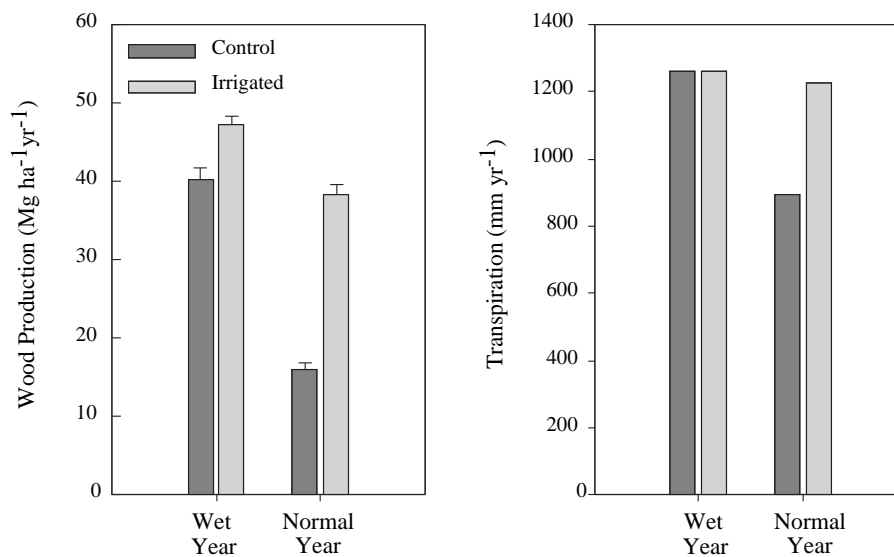 Wood Production (Mg ha-1yr-1)
60
50
40
30
20
10
0
Control
Irrigated
Wet
Year
Normal
Year
Transpiration (mm yr-1)
1400
1200
1000
800
600
400
200
0
Wet
Year
Normal
Year